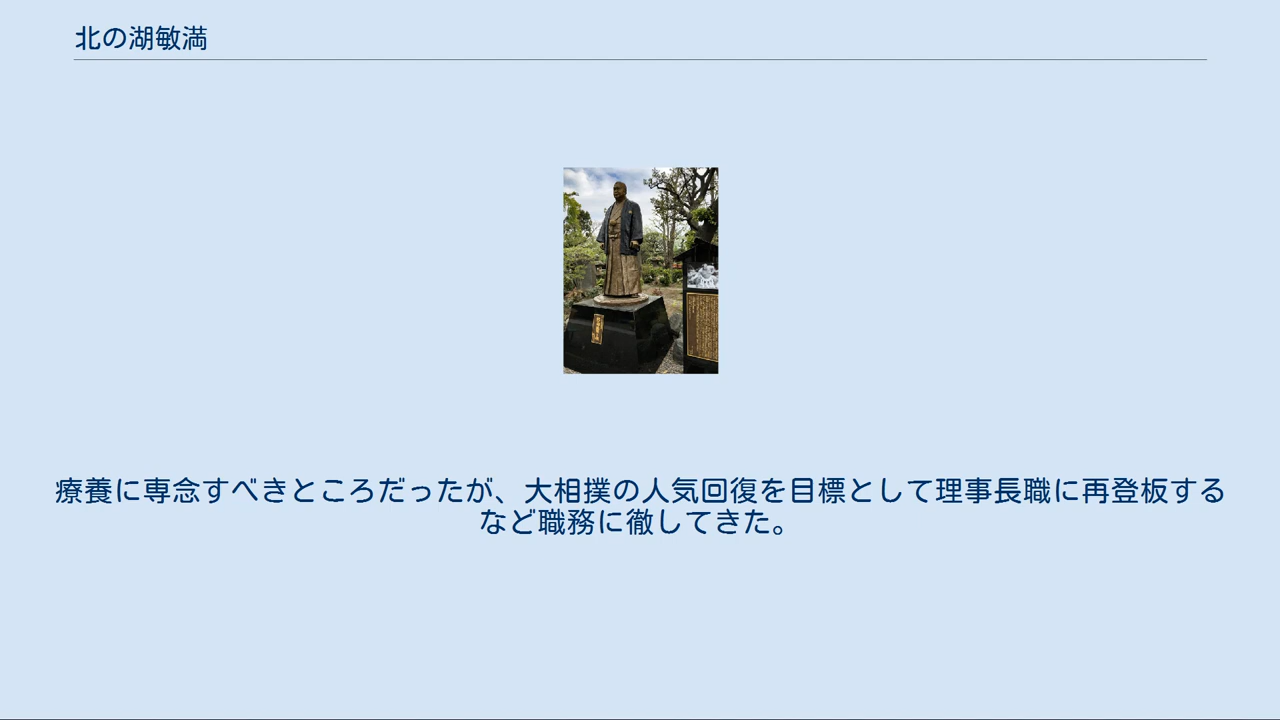 北の湖敏満
療養に専念すべきところだったが、大相撲の人気回復を目標として理事長職に再登板する
など職務に徹してきた。